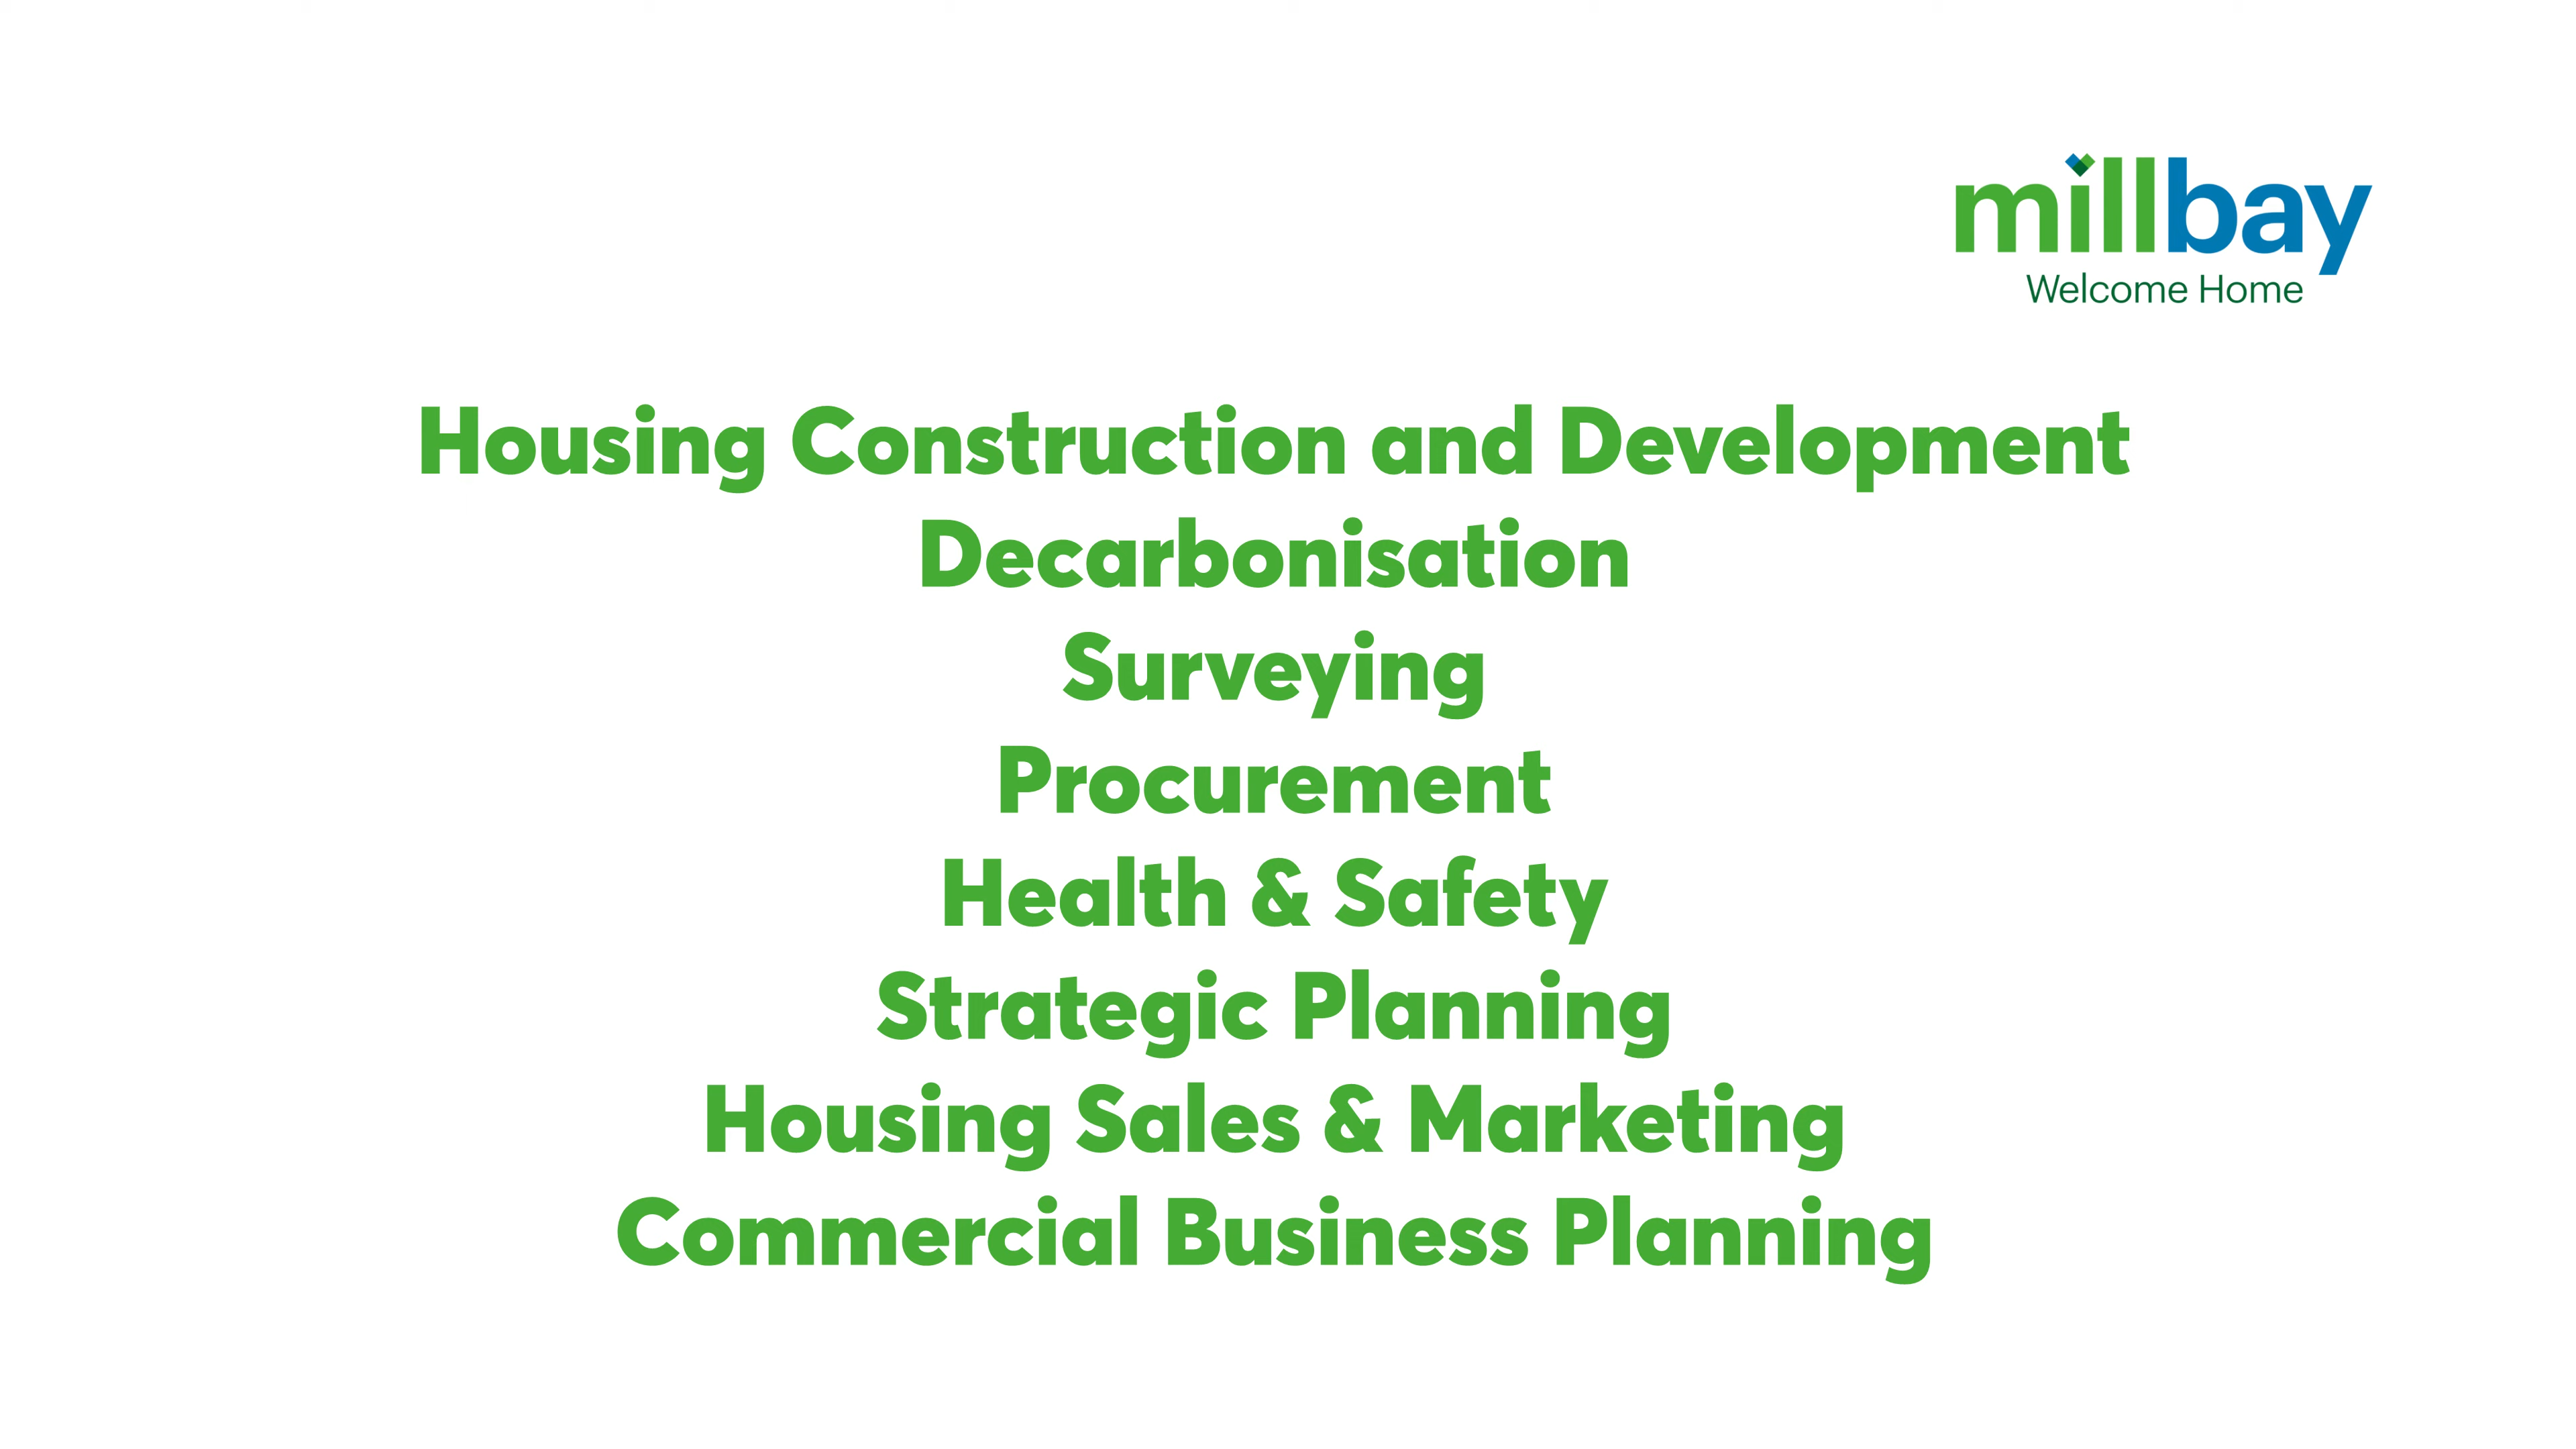 millbay
Welcome Home
Housing Construction and Development
Decarbonisation
Surveying
Procurement
Health & Safety
Strategic Planning
Housing Sales & Marketing
Commercial Business Planning